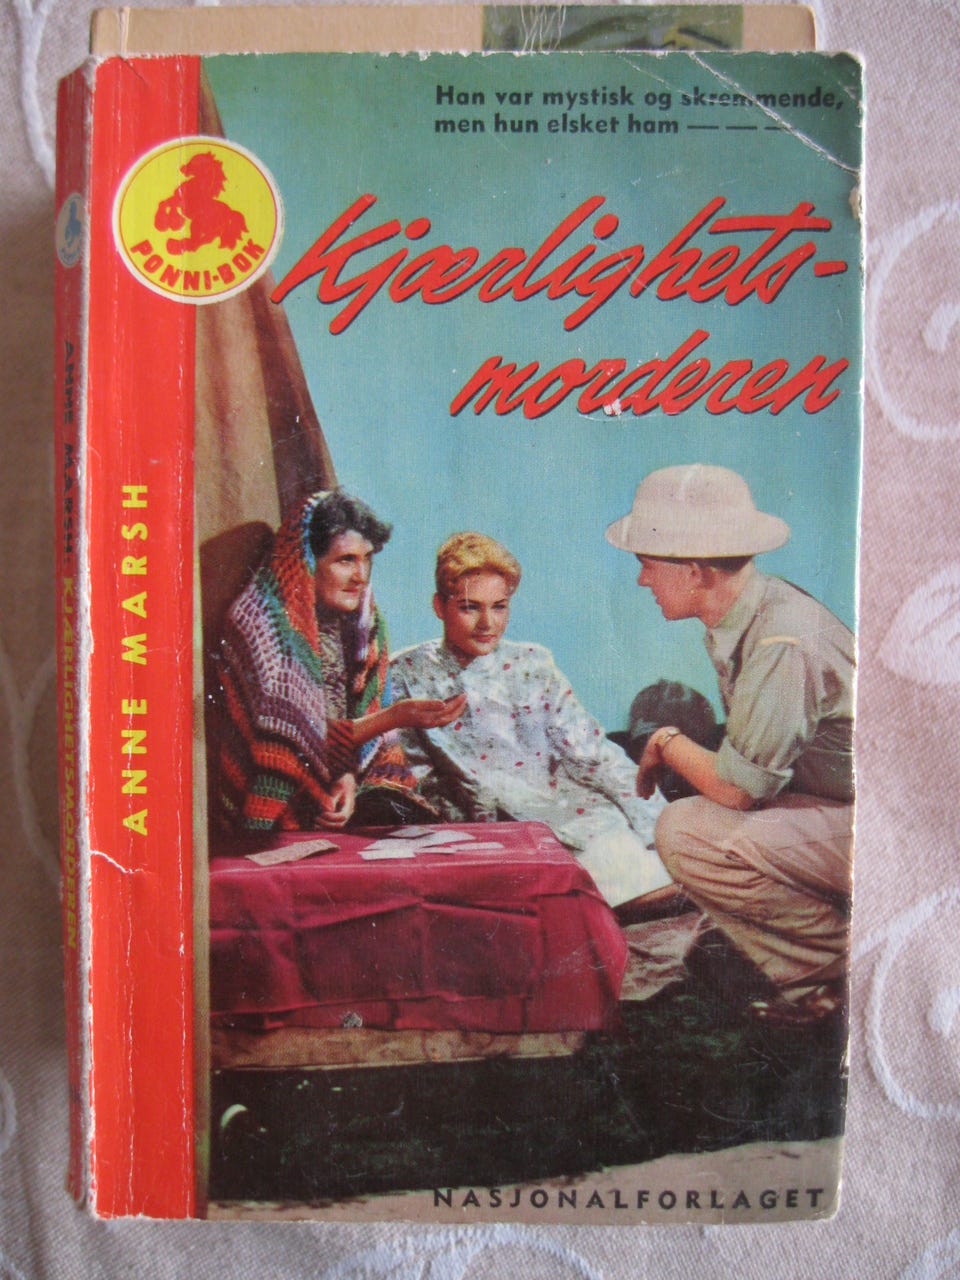 Han var mystisk og skremmende,
men hun elsket ham — — —
PONNI-BOK
Kjærlighets-
morderen
ANNE MARSH
ANNE MARSH: KJÆRLIGHETSMORDEREN
NASJONALFORLAGET